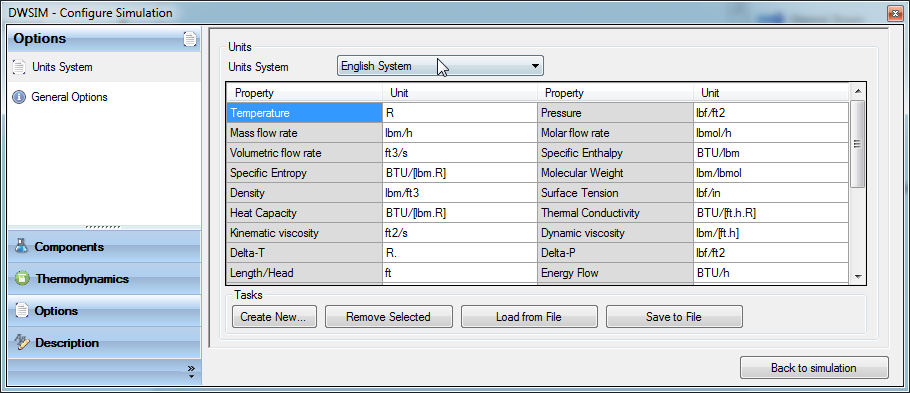 DWSIM - Configure Simulation
Options
Units System
General Options
Components
Thermodynamics
Options
Description
»
Units
Units System English System
Property Unit Property Unit
Temperature R Pressure lbf/ft2
Mass flow rate lbm/h Molar flow rate lbmol/h
Volumetric flow rate ft3/s Specific Enthalpy BTU/lbm
Specific Entropy BTU/[lbm.R] Molecular Weight lbm/lbmol
Density lbm/ft3 Surface Tension lbf/in
Heat Capacity BTU/[lbm.R] Thermal Conductivity BTU/[ft.h.R]
Kinematic viscosity ft2/s Dynamic viscosity lbm/[ft.h]
Delta-T R. Delta-P lbf/ft2
Length/Head ft Energy Flow BTU/h
Tasks
Create New... Remove Selected Load from File Save to File
Back to simulation